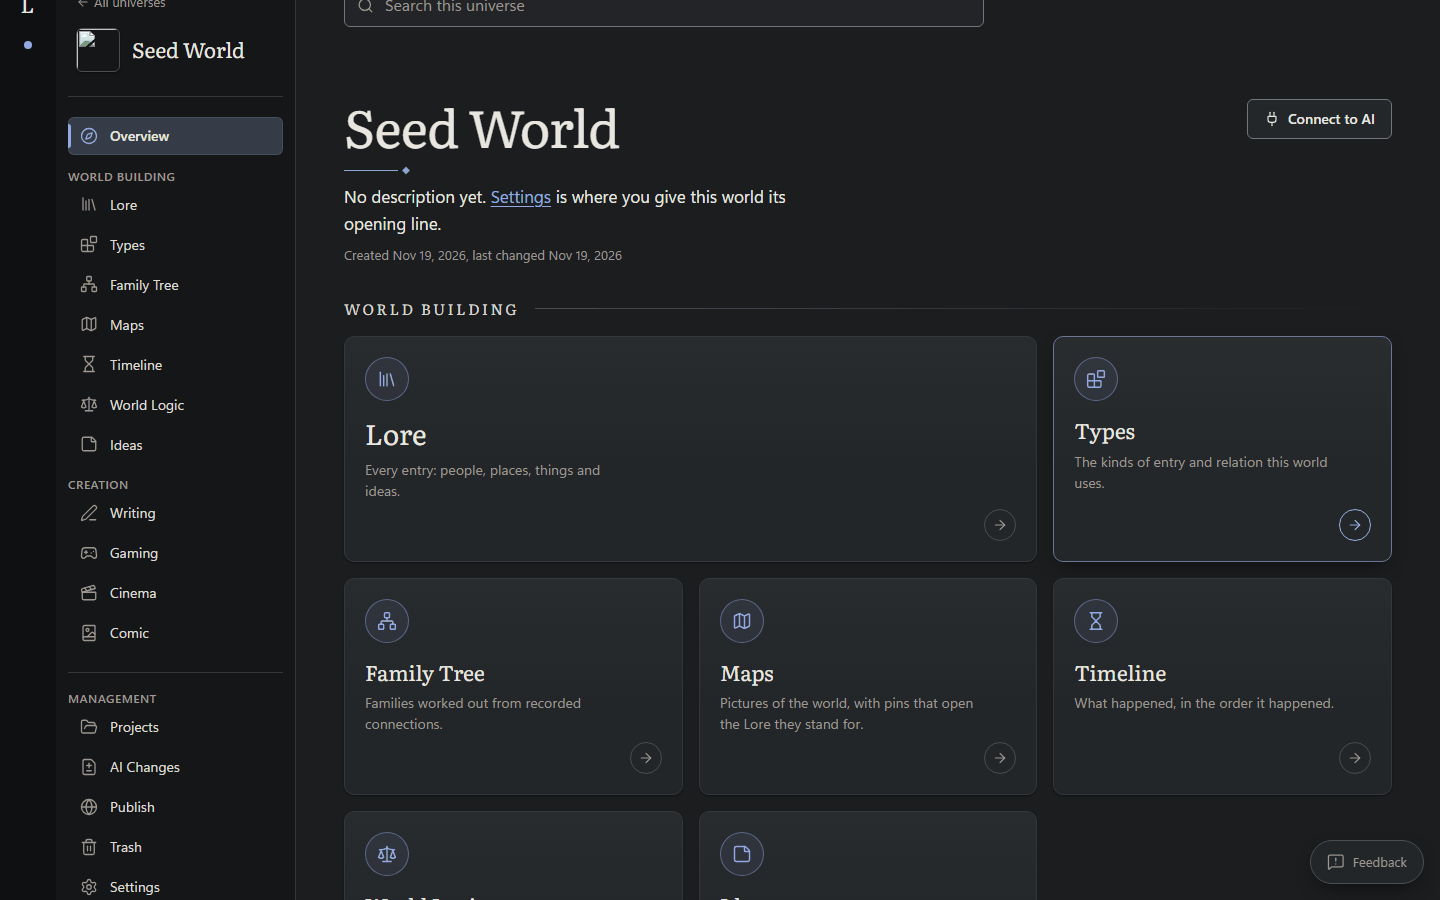 L
All universes
Seed World
Overview
WORLD BUILDING
Lore
Types
Family Tree
Maps
Timeline
World Logic
Ideas
CREATION
Writing
Gaming
Cinema
Comic
MANAGEMENT
Projects
AI Changes
Publish
Trash
Settings
Search this universe
Seed World
Connect to AI
No description yet. Settings is where you give this world its
opening line.
Created Nov 19, 2026, last changed Nov 19, 2026
WORLD BUILDING
Lore
Every entry: people, places, things and
ideas.
Types
The kinds of entry and relation this world
uses.
Family Tree
Families worked out from recorded
connections.
Maps
Pictures of the world, with pins that open
the Lore they stand for.
Timeline
What happened, in the order it happened.
Feedback